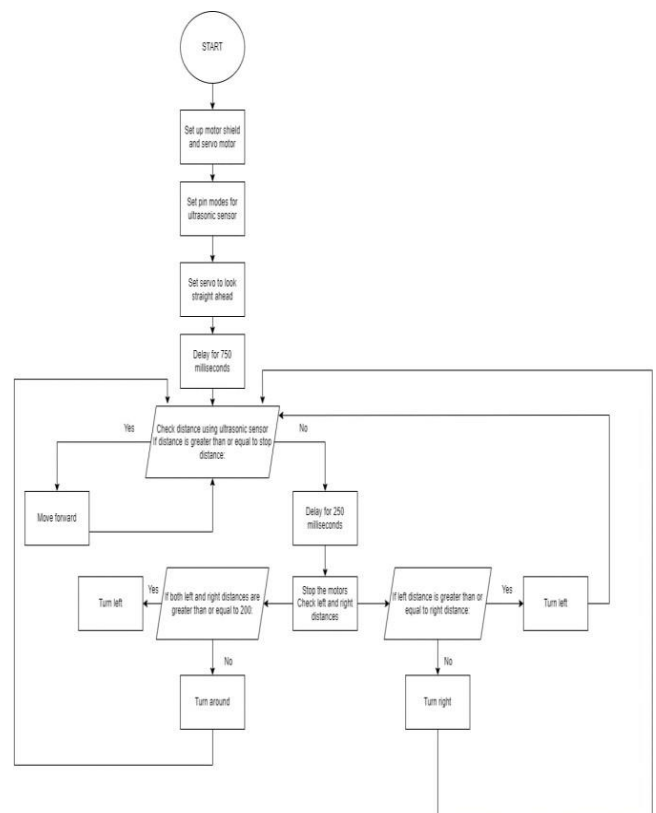 START
Set up motor shield
and servo motor
Set pin modes for
ultrasonic sensor
Set servo to look
straight ahead
Delay for 750
milliseconds
Check distance using ultrasonic sensor
If distance is greater than or equal to stop
distance:
Yes
No
Move forward
Delay for 250
milliseconds
Turn left
Yes
If both left and right distances are
greater than or equal to 200:
Stop the motors
Check left and right
distances
If left distance is greater than or
equal to right distance:
Yes
Turn left
No
No
Turn around
Turn right